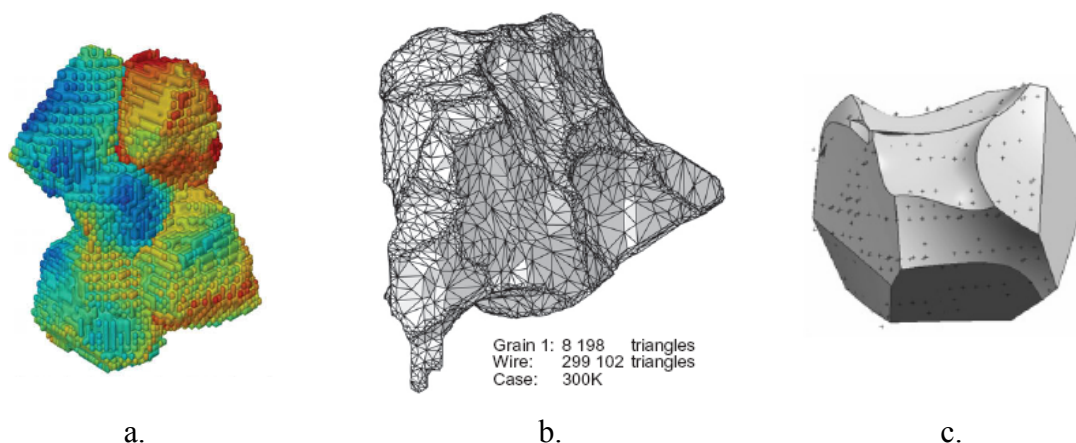 Grain 1: 8 198 triangles
Wire: 299 102 triangles
Case: 300K
a. b. c.